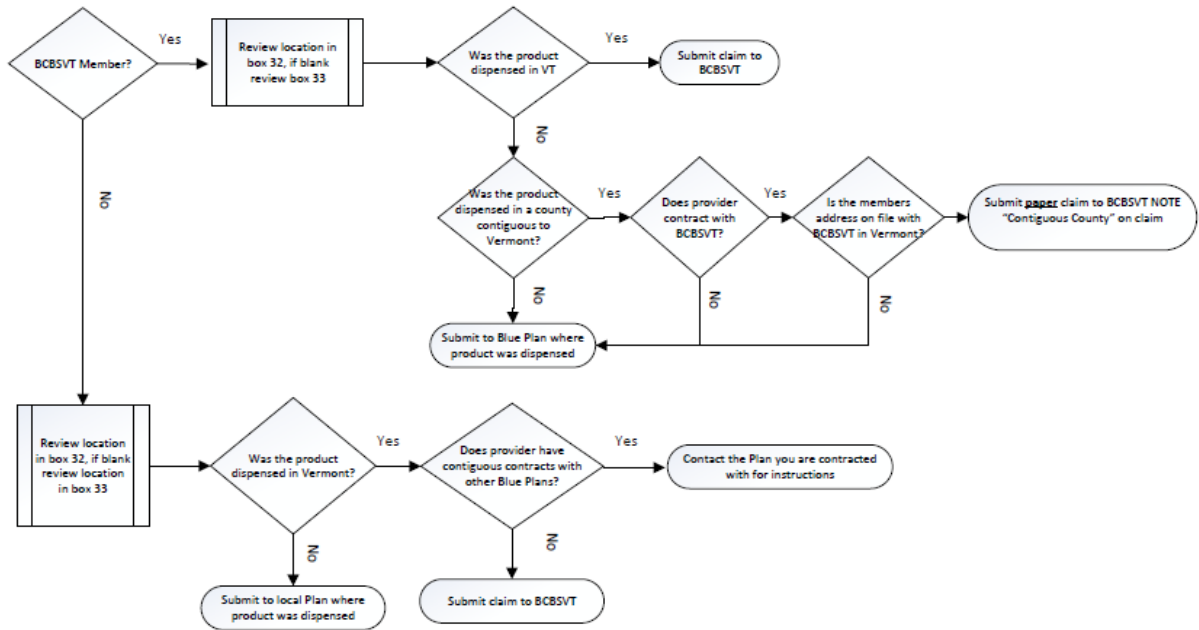 BCBSVT Member?
Yes
Review location in
box 32, if blank
review box 33
Was the product
dispensed in VT
Yes
Submit claim to
BCBSVT
No
No
Was the product
dispensed in a county
contiguous to
Vermont?
Yes
Does provider
contract with
BCBSVT?
Yes
Is the members
address on file with
BCBSVT in Vermont?
Submit paper claim to BCBSVT NOTE
"Contiguous County" on claim
No
No
No
Submit to Blue Plan where
product was dispensed
Review location
in box 32, if blank
review location
in box 33
Was the product
dispensed in Vermont?
Yes
Does provider have
contiguous contracts with
other Blue Plans?
Yes
Contact the Plan you are contracted
with for instructions
No
No
Submit to local Plan where
product was dispensed
Submit claim to BCBSVT